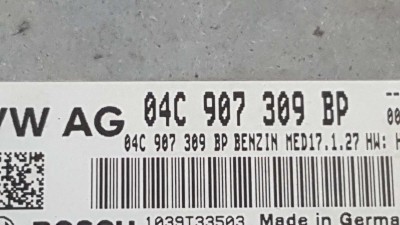 VW AG 04C 907 309 BP
04C 907 309 BP BENZIN MED17.1.27 HW: H
BOSCH 1039T33503 Made in Germa